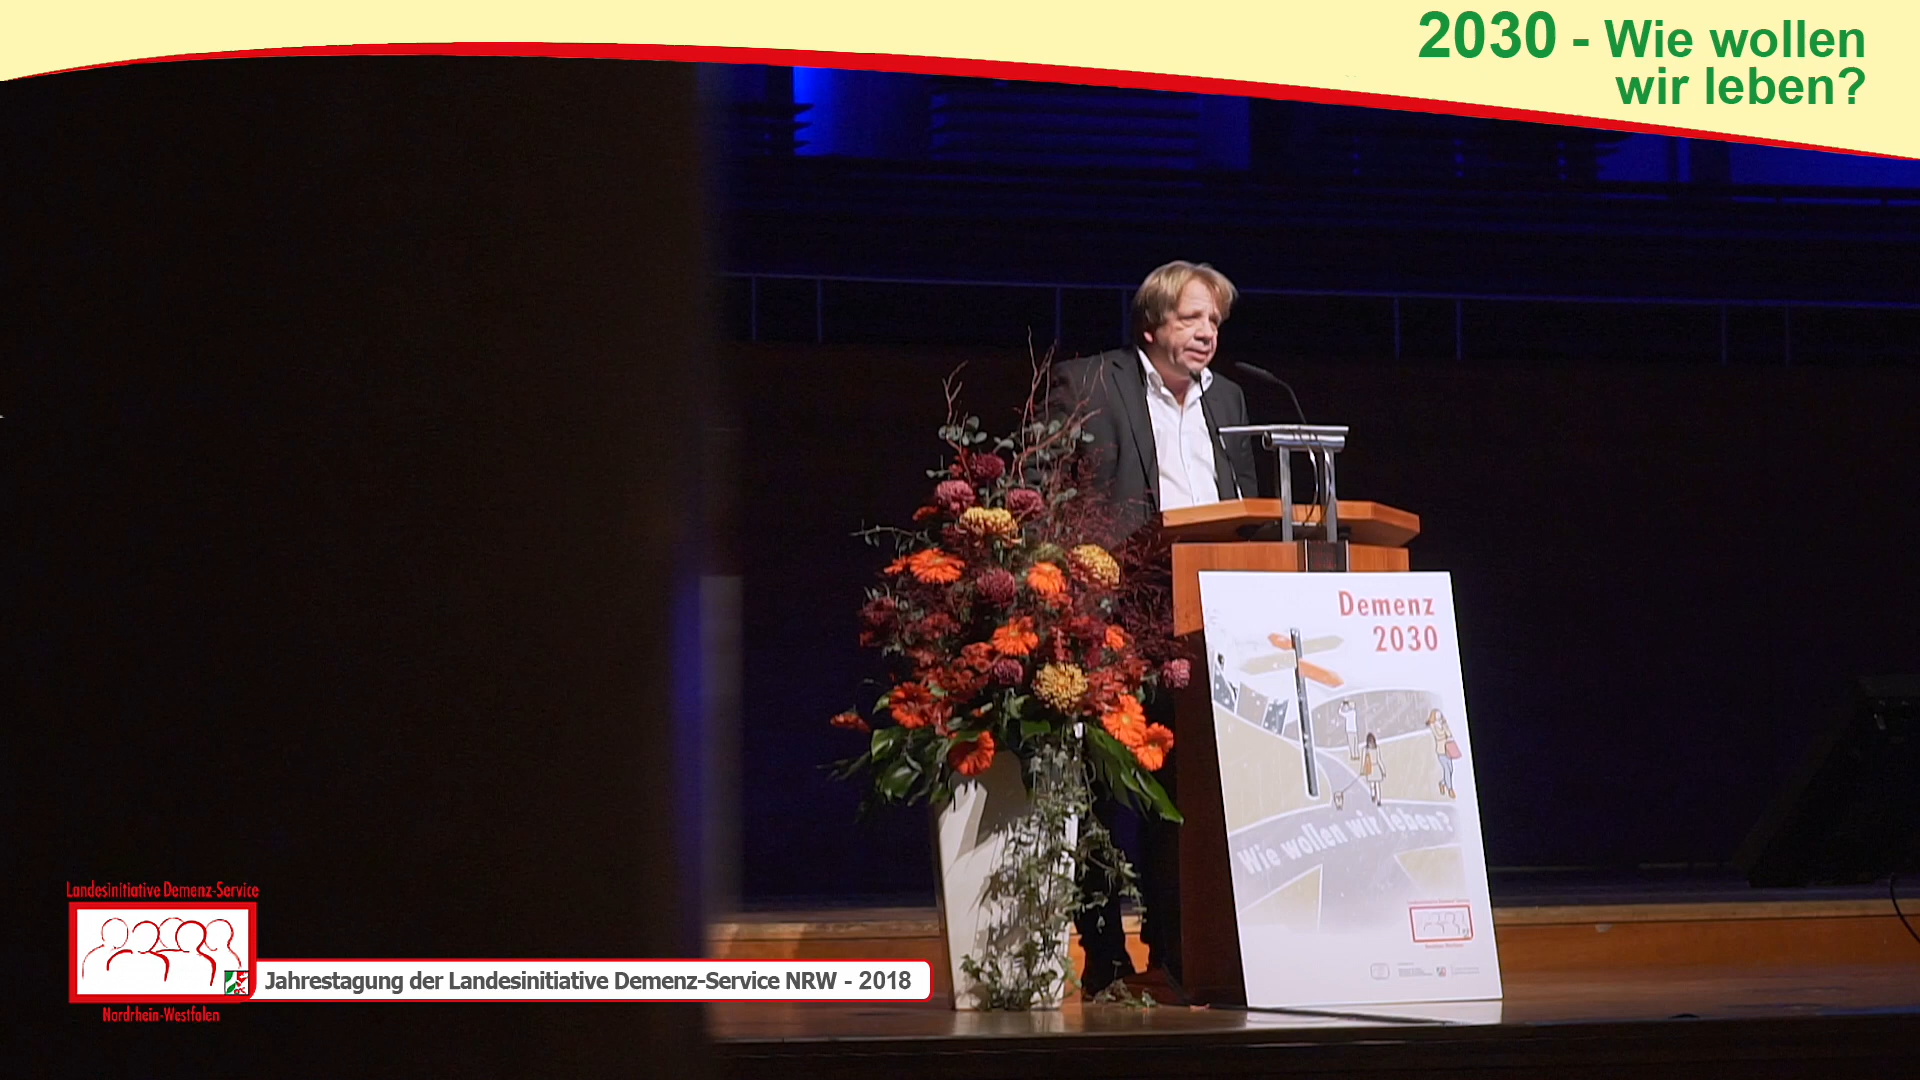 2030 - Wie wollen
wir leben?
Demenz
2030
Wie wollen wir leben?
Landesinitiative Demenz-Service
Jahrestagung der Landesinitiative Demenz-Service NRW - 2018
Nordrhein-Westfalen